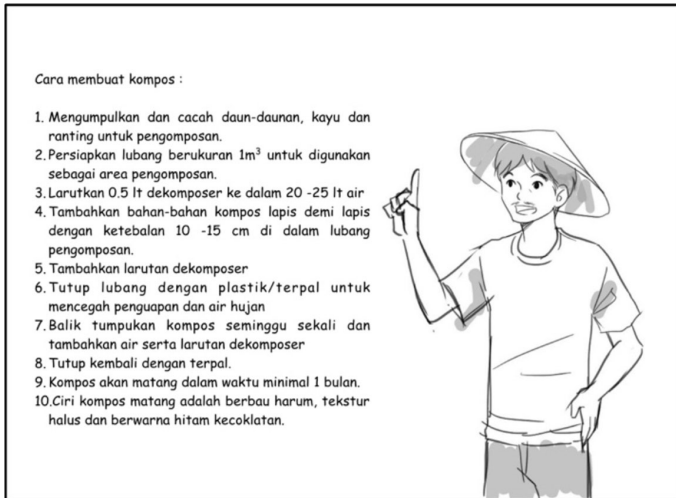 Cara membuat kompos :
1. Mengumpulkan dan cacah daun-daunan, kayu dan
ranting untuk pengomposan.
2. Persiapkan lubang berukuran 1m³ untuk digunakan
sebagai area pengomposan.
3. Larutkan 0.5 lt dekomposer ke dalam 20 -25 lt air
4. Tambahkan bahan-bahan kompos lapis demi lapis
dengan ketebalan 10 -15 cm di dalam lubang
pengomposan.
5. Tambahkan larutan dekomposer
6. Tutup lubang dengan plastik/terpal untuk
mencegah penguapan dan air hujan
7. Balik tumpukan kompos seminggu sekali dan
tambahkan air serta larutan dekomposer
8. Tutup kembali dengan terpal.
9. Kompos akan matang dalam waktu minimal 1 bulan.
10.Ciri kompos matang adalah berbau harum, tekstur
halus dan berwarna hitam kecoklatan.